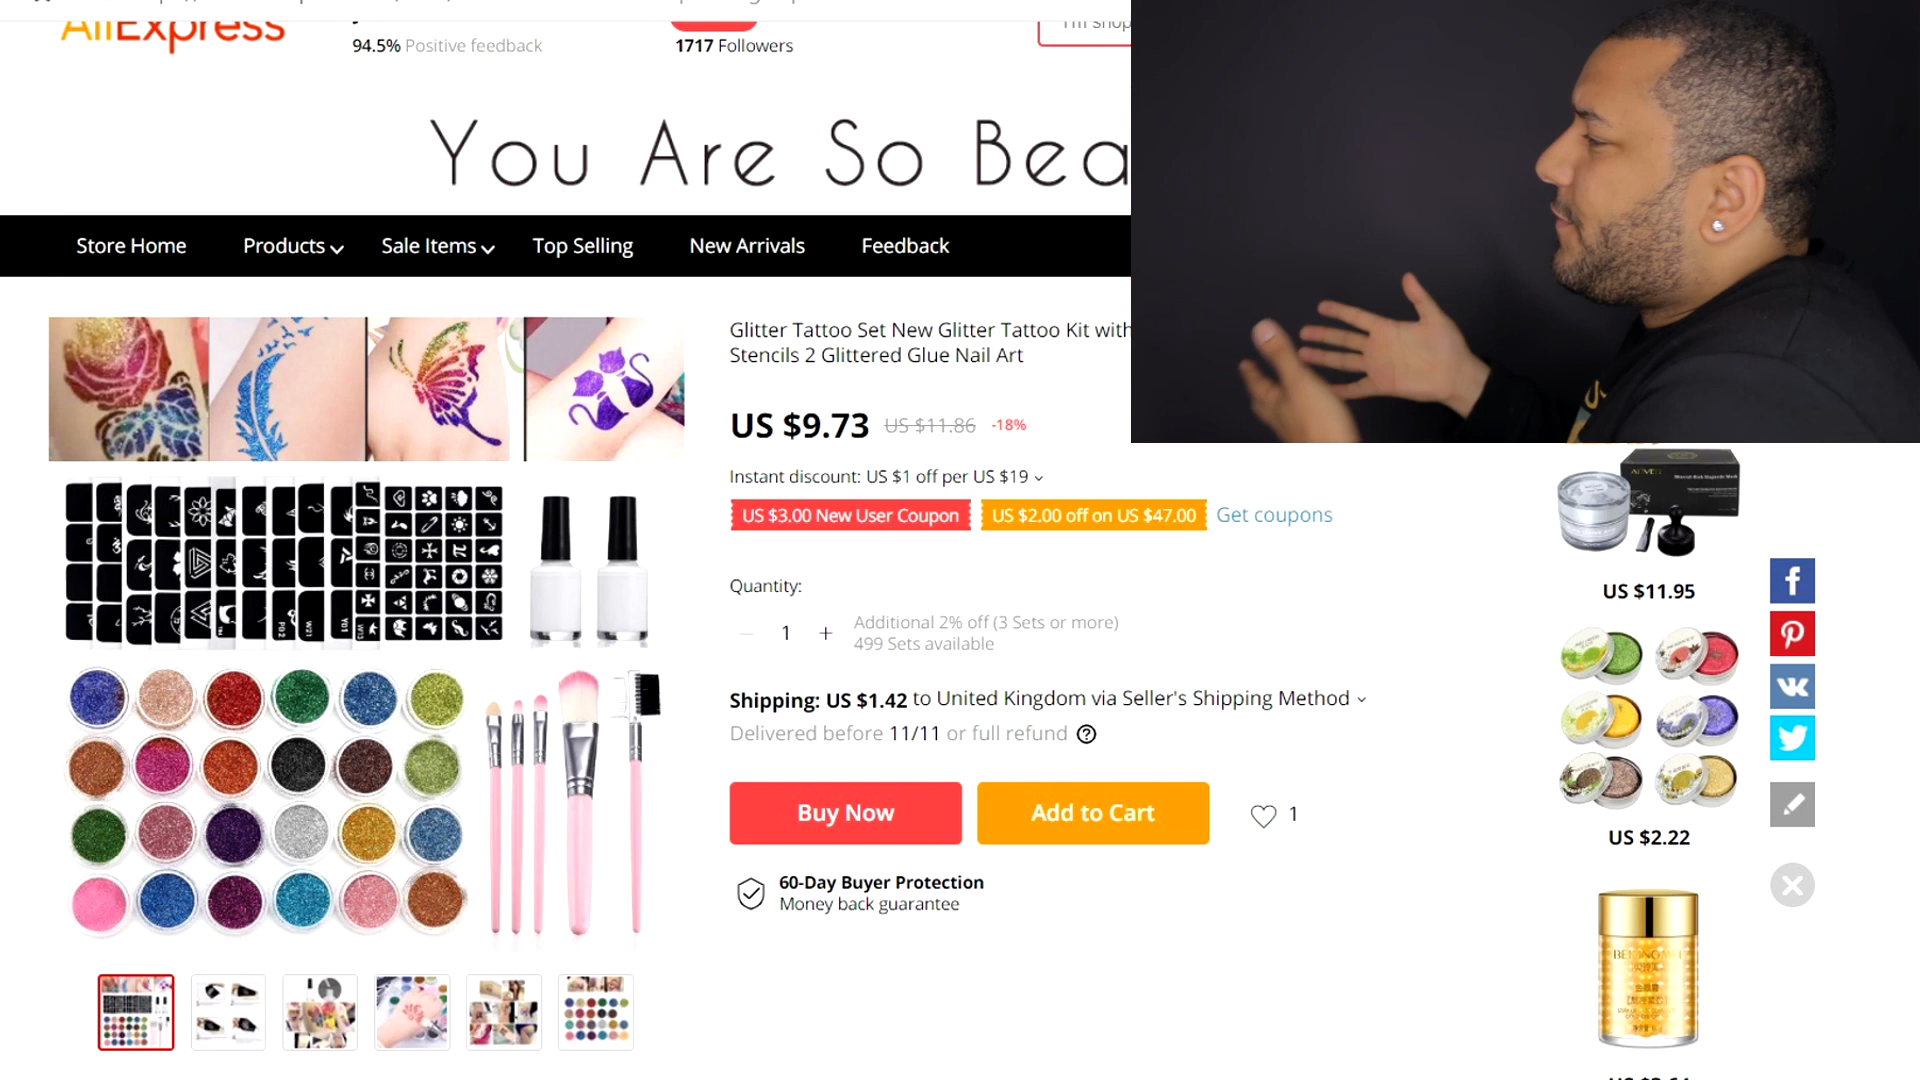 AliExpress
94.5% Positive feedback
1717 Followers
I'm shop
You Are So Bea
Store Home
Products
Sale Items
Top Selling
New Arrivals
Feedback
Glitter Tattoo Set New Glitter Tattoo Kit with
Stencils 2 Glittered Glue Nail Art
US $9.73 US $11.86 -18%
Instant discount: US $1 off per US $19
US $3.00 New User Coupon
US $2.00 off on US $47.00
Get coupons
Quantity:
1
Additional 2% off (3 Sets or more)
499 Sets available
Shipping: US $1.42 to United Kingdom via Seller's Shipping Method
Delivered before 11/11 or full refund
Buy Now
Add to Cart
1
60-Day Buyer Protection
Money back guarantee
US $11.95
US $2.22